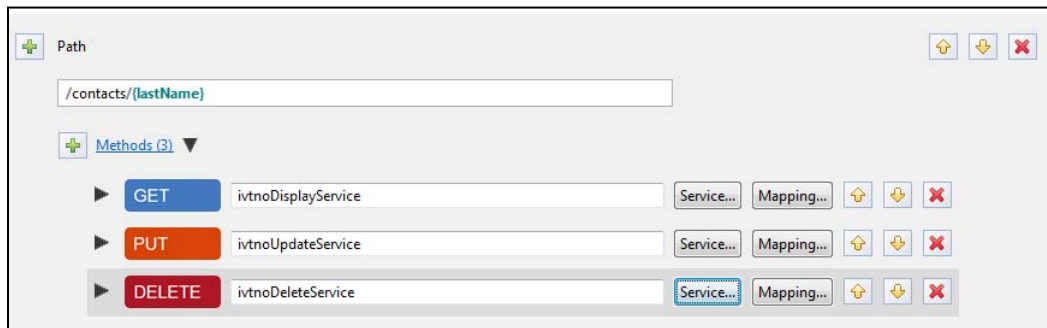 Path
/contacts/{lastName}
Methods (3)
GET ivtnoDisplayService Service... Mapping...
PUT ivtnoUpdateService Service... Mapping...
DELETE ivtnoDeleteService Service... Mapping...